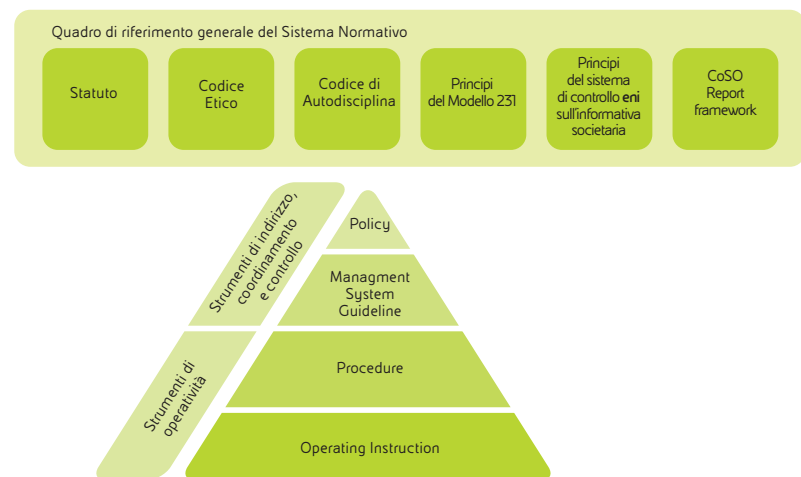 Quadro di riferimento generale del Sistema Normativo
Statuto
Codice
Etico
Codice di
Autodisciplina
Principi
del Modello 231
Principi
del sistema
di controllo eni
sull'informativa
societaria
CoSO
Report
framework
Strumenti di indirizzo,
coordinamento
e controllo
Policy
Managment
System
Guideline
Strumenti di
operatività
Procedure
Operating Instruction